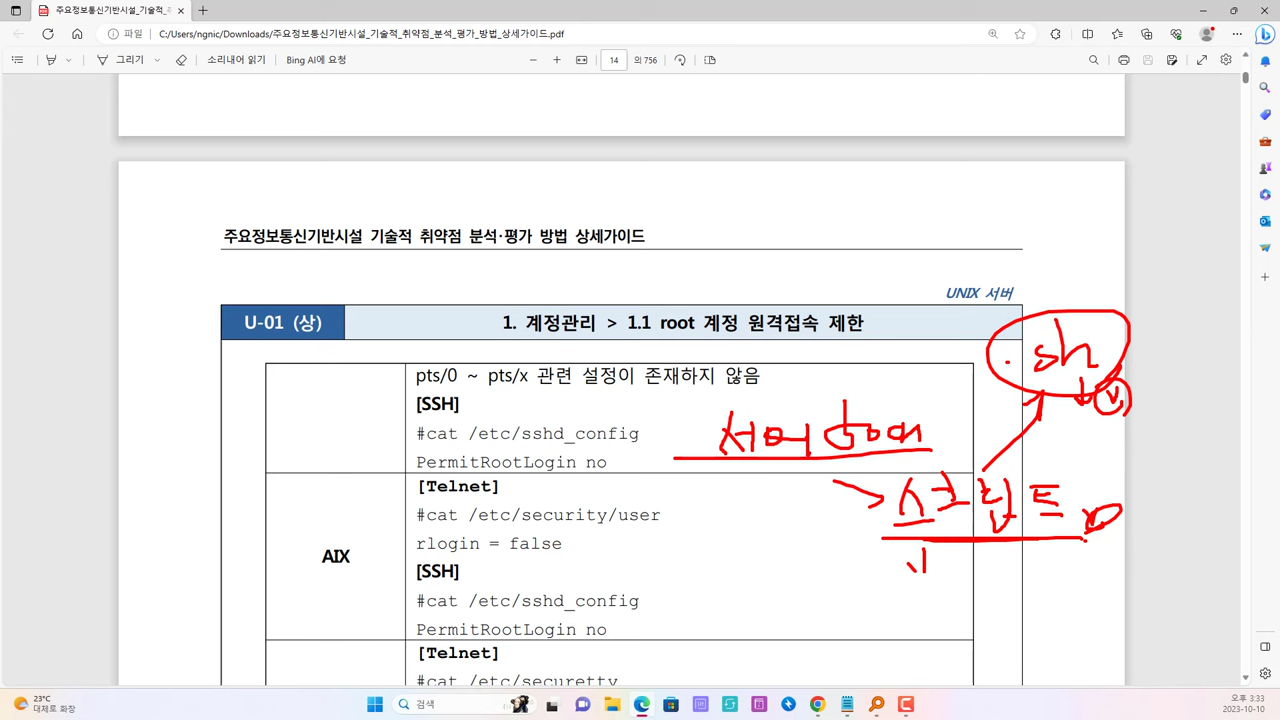 주요정보통신기반시설_기술적_취
파일 C:/Users/ngnic/Downloads/주요정보통신기반시설_기술적_취약점_분석_평가_방법_상세가이드.pdf
그리기 소리내어 읽기 Bing AI에 요청 14 의 756
주요정보통신기반시설 기술적 취약점 분석·평가 방법 상세가이드
UNIX 서버
U-01 (상) 1. 계정관리 > 1.1 root 계정 원격접속 제한
pts/0 ~ pts/x 관련 설정이 존재하지 않음
[SSH]
#cat /etc/sshd_config
PermitRootLogin no
.sh
스크립트
AIX
[Telnet]
#cat /etc/security/user
rlogin = false
[SSH]
#cat /etc/sshd_config
PermitRootLogin no
[Telnet]
#cat /etc/securetty
23°C
대체로 화창
검색
오후 3:33
2023-10-10